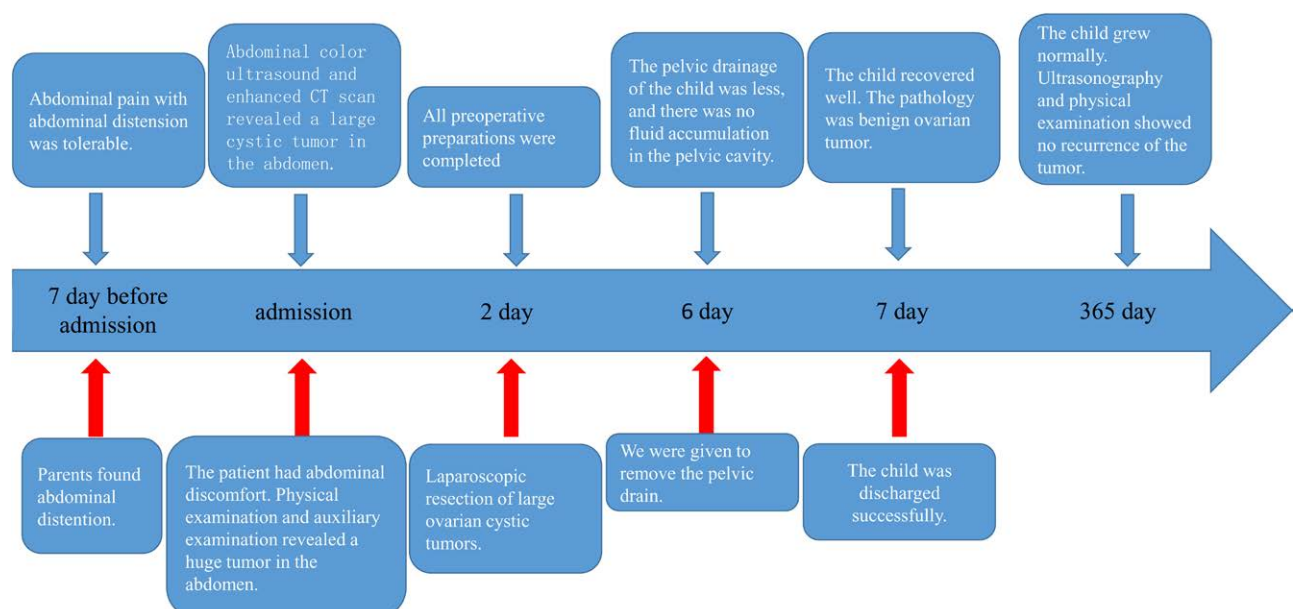 Abdominal pain with
abdominal distension
was tolerable.
Abdominal color
ultrasound and
enhanced CT scan
revealed a large
cystic tumor in
the abdomen.
All preoperative
preparations were
completed
The pelvic drainage
of the child was less,
and there was no
fluid accumulation
in the pelvic cavity.
The child recovered
well. The pathology
was benign ovarian
tumor.
The child grew
normally.
Ultrasonography
and physical
examination showed
no recurrence of the
tumor.
7 day before
admission
admission
2 day
6 day
7 day
365 day
Parents found
abdominal
distention.
The patient had abdominal
discomfort. Physical
examination and auxiliary
examination revealed a
huge tumor in the
abdomen.
Laparoscopic
resection of large
ovarian cystic
tumors.
We were given to
remove the pelvic
drain.
The child was
discharged
successfully.